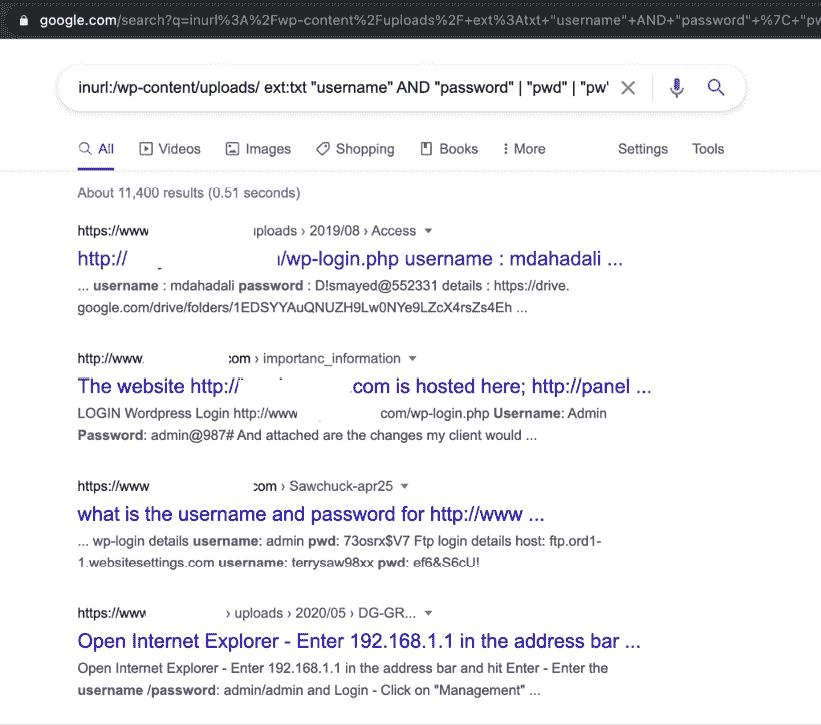 google.com/search?q=inurl%3A%2Fwp-content%2Fuploads%2F+ext%3Atxt+"username"+AND+"password"+%7C+"pw
inurl:/wp-content/uploads/ ext:txt "username" AND "password" | "pwd" | "pw"
All Videos Images Shopping Books More Settings Tools
About 11,400 results (0.51 seconds)
https://www uploads › 2019/08 › Access
http:// /wp-login.php username : mdahadali ...
... username : mdahadali password : D!smayed@552331 details : https://drive.
google.com/drive/folders/1EDSYYAuQNUZH9Lw0NYe9LZcX4rsZs4Eh ...
http://www. com › importanc_information
The website http:// .com is hosted here; http://panel ...
LOGIN Wordpress Login http://www com/wp-login.php Username: Admin
Password: admin@987# And attached are the changes my client would ...
https://www com › Sawchuck-apr25
what is the username and password for http://www ...
... wp-login details username: admin pwd: 73osrx$V7 Ftp login details host: ftp.ord1-
1.websitesettings.com username: terrysaw98xx pwd: ef6&S6cU!
https://www › uploads › 2020/05 › DG-GR...
Open Internet Explorer - Enter 192.168.1.1 in the address bar ...
Open Internet Explorer - Enter 192.168.1.1 in the address bar and hit Enter - Enter the
username /password: admin/admin and Login - Click on "Management" ...